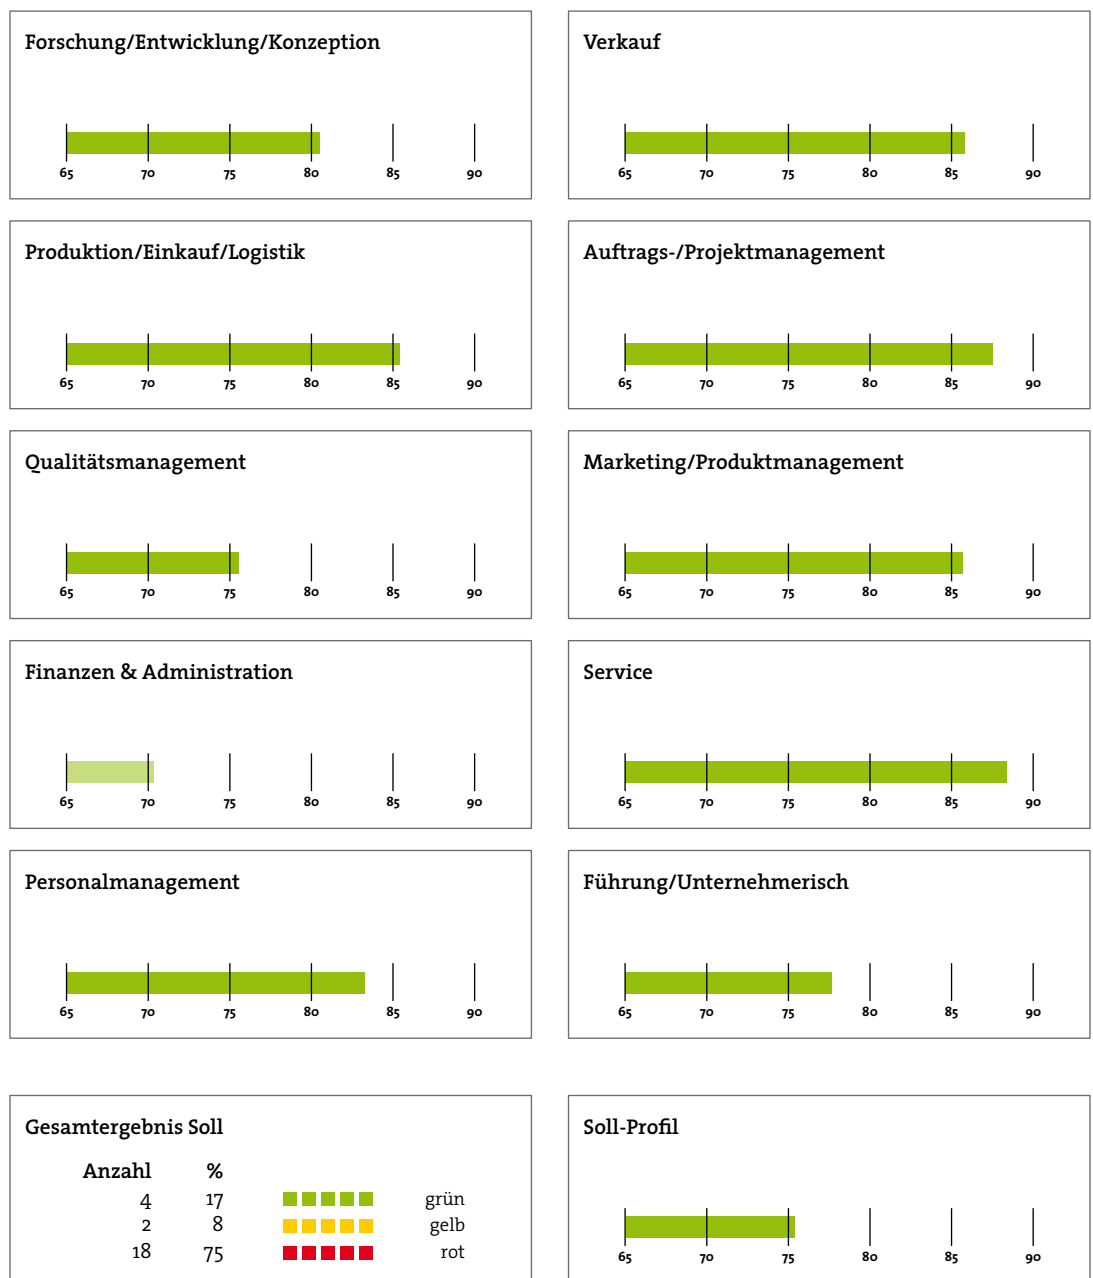 Forschung/Entwicklung/Konzeption
65 70 75 80 85 90
Verkauf
65 70 75 80 85 90
Produktion/Einkauf/Logistik
65 70 75 80 85 90
Auftrags-/Projektmanagement
65 70 75 80 85 90
Qualitätsmanagement
65 70 75 80 85 90
Marketing/Produktmanagement
65 70 75 80 85 90
Finanzen & Administration
65 70 75 80 85 90
Service
65 70 75 80 85 90
Personalmanagement
65 70 75 80 85 90
Führung/Unternehmerisch
65 70 75 80 85 90
Gesamtergebnis Soll
Anzahl %
4 17 grün
2 8 gelb
18 75 rot
Soll-Profil
65 70 75 80 85 90